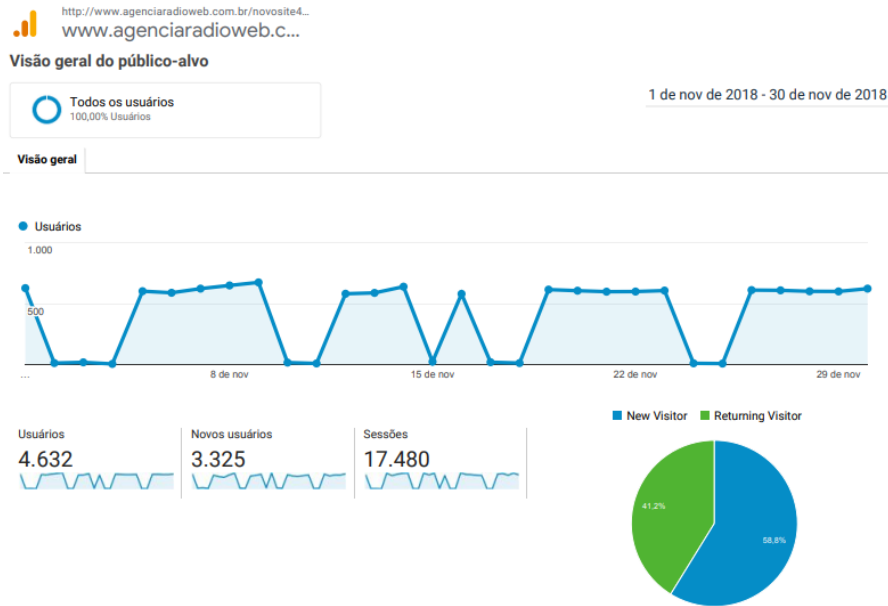 http://www.agenciaradioweb.com.br/novosite4...
www.agenciaradioweb.c...
Visão geral do público-alvo
Todos os usuários
100,00% Usuários
1 de nov de 2018 - 30 de nov de 2018
Visão geral
Usuários
1.000
500
...
8 de nov
15 de nov
22 de nov
29 de nov
New Visitor
Returning Visitor
Usuários
4.632
Novos usuários
3.325
Sessões
17.480
41,2%
58,8%